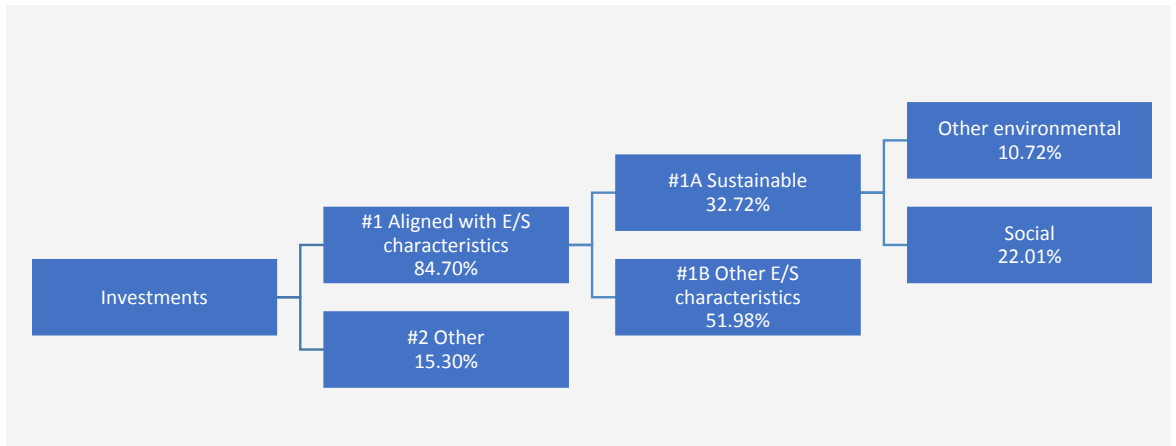 Investments
#1 Aligned with E/S
characteristics
84.70%
#2 Other
15.30%
#1A Sustainable
32.72%
#1B Other E/S
characteristics
51.98%
Other environmental
10.72%
Social
22.01%